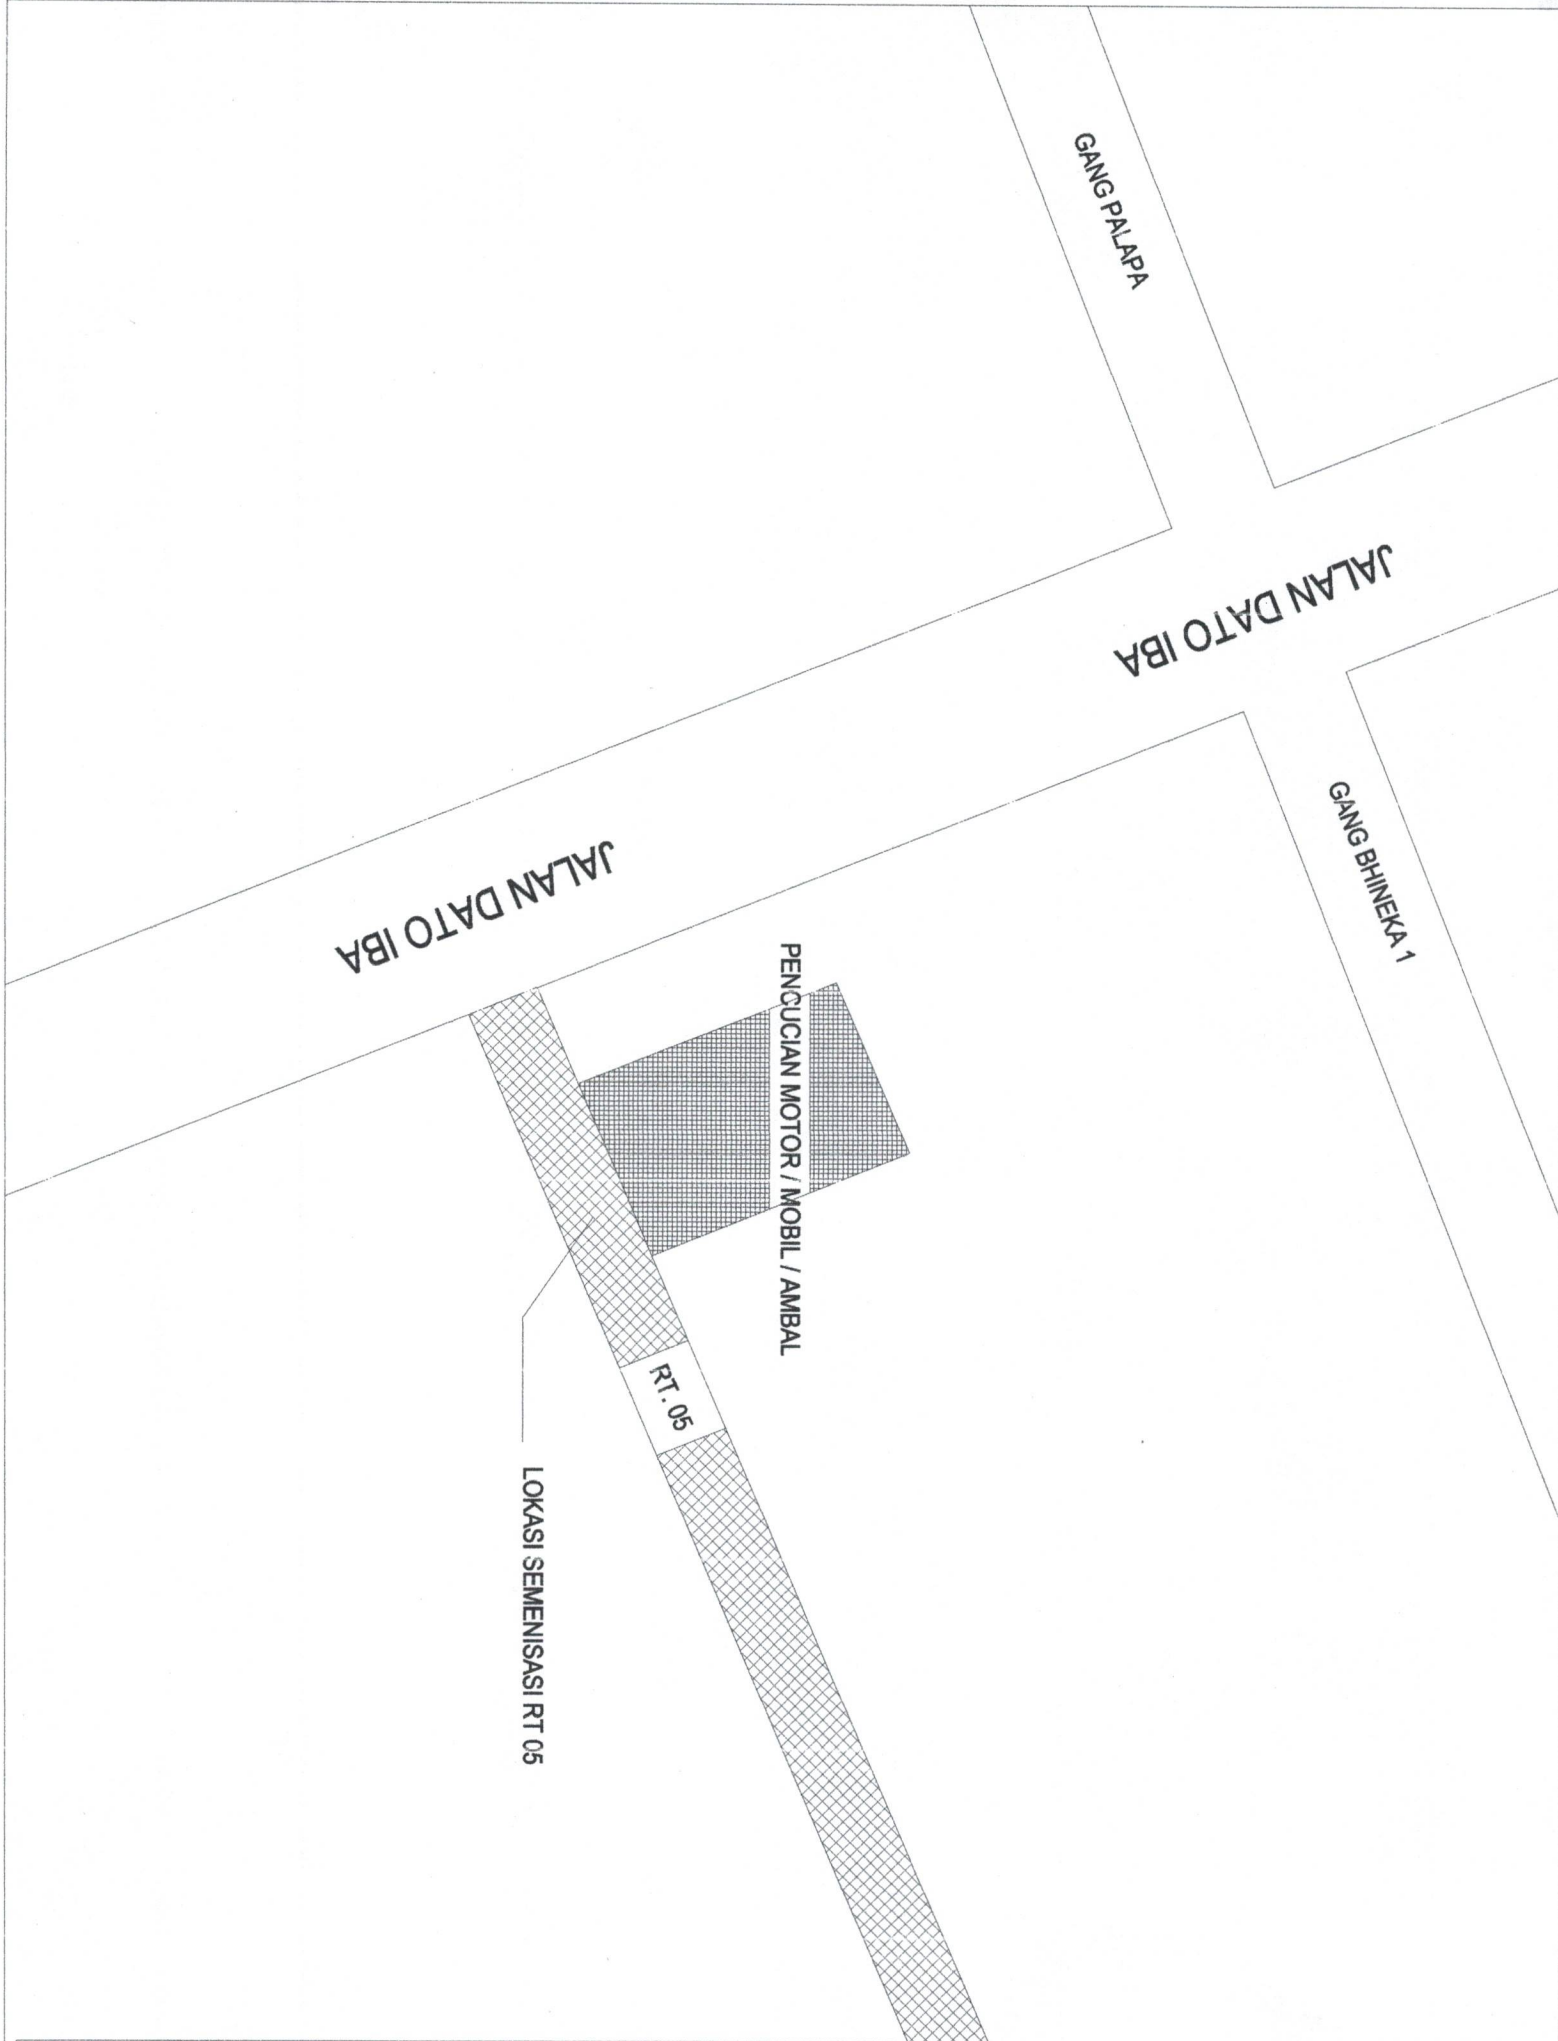 GANG PALAPA
JALAN DATO IBA
GANG BHINEKA 1
JALAN DATO IBA
PENCUCIAN MOTOR / MOBIL / AMBAL
RT. 05
LOKASI SEMENISASI RT 05